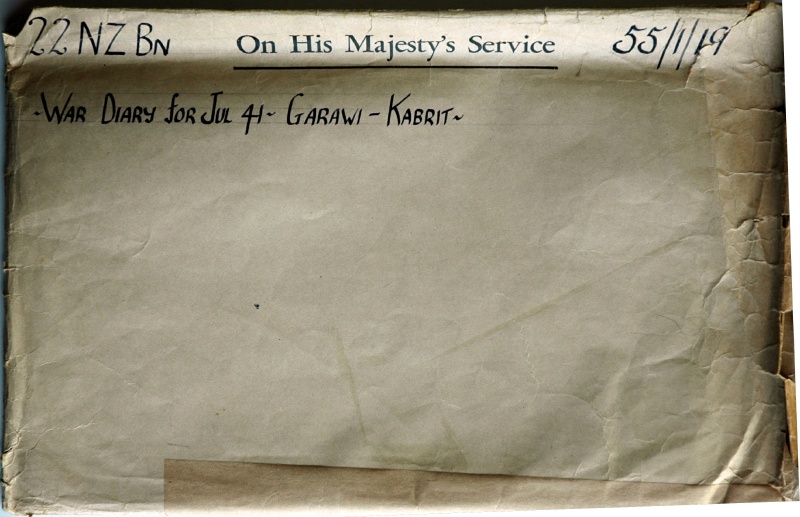 22 NZ BN On His Majesty's Service 55/1/19
~WAR DIARY for JUL 41~ GARAWI - KABRIT~